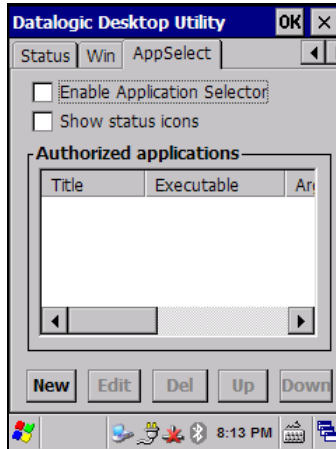 Datalogic Desktop Utility OK
Status Win AppSelect
Enable Application Selector
Show status icons
Authorized applications
Title Executable
New Edit Del Up Down
8:13 PM